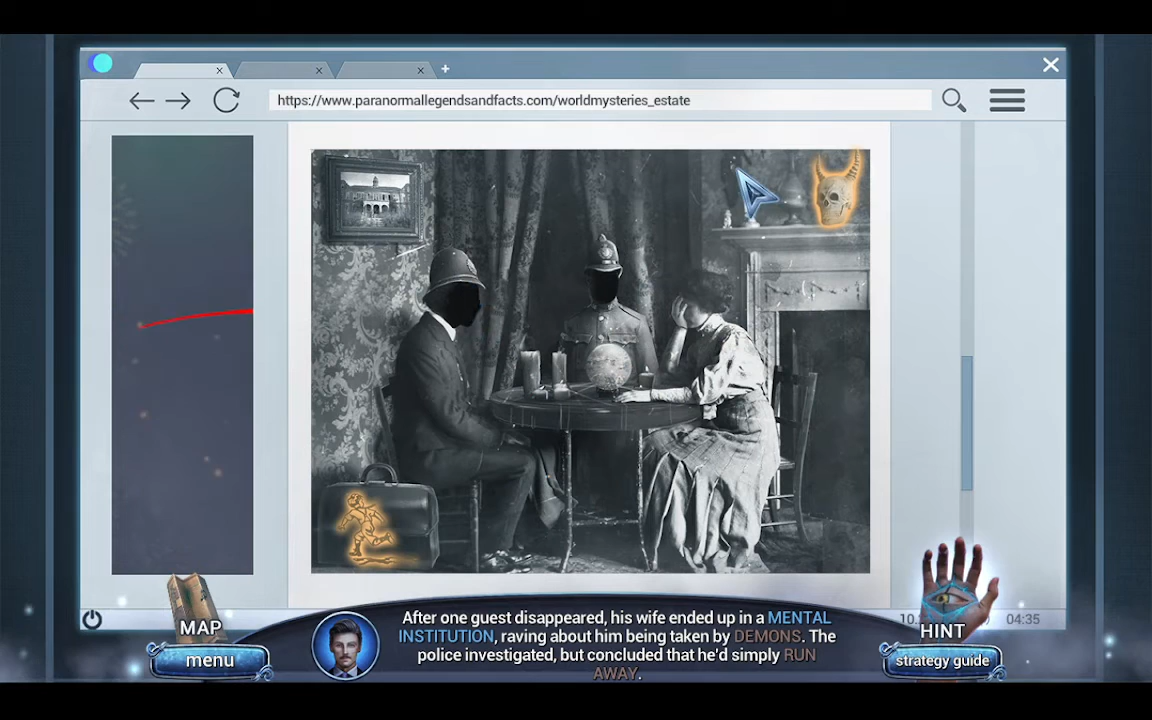 https://www.paranormallegendsandfacts.com/worldmysteries_estate
MAP
menu
After one guest disappeared, his wife ended up in a MENTAL
INSTITUTION, raving about him being taken by DEMONS. The
police investigated, but concluded that he'd simply RUN
AWAY.
HINT
strategy guide
04:35